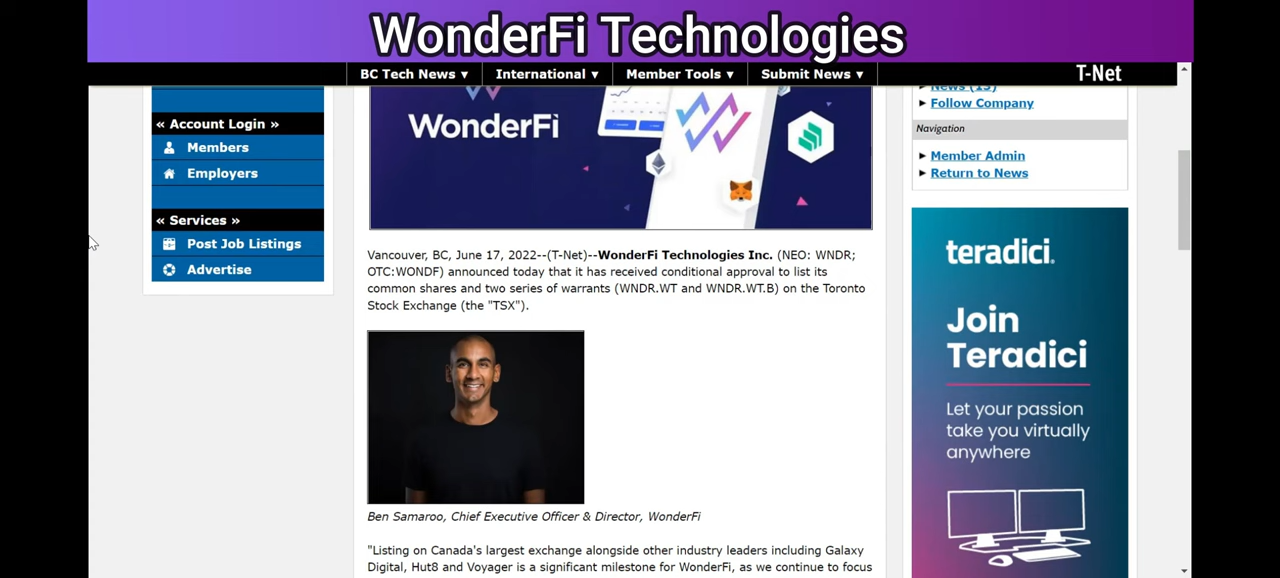 WonderFi Technologies
BC Tech News ▾ International ▾ Member Tools ▾ Submit News ▾ T-Net
« Account Login »
Members
Employers
« Services »
Post Job Listings
Advertise
WonderFi
Vancouver, BC, June 17, 2022--(T-Net)--WonderFi Technologies Inc. (NEO: WNDR;
OTC:WONDF) announced today that it has received conditional approval to list its
common shares and two series of warrants (WNDR.WT and WNDR.WT.B) on the Toronto
Stock Exchange (the "TSX").
Ben Samaroo, Chief Executive Officer & Director, WonderFi
"Listing on Canada's largest exchange alongside other industry leaders including Galaxy
Digital, Hut8 and Voyager is a significant milestone for WonderFi, as we continue to focus
News (15)
Follow Company
Navigation
Member Admin
Return to News
teradici.
Join
Teradici
Let your passion
take you virtually
anywhere